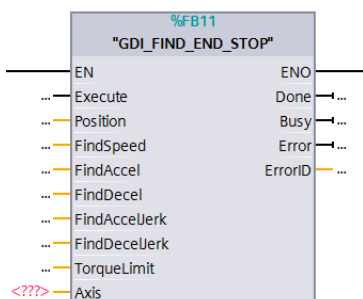 %FB11
"GDI_FIND_END_STOP"
EN ENO
... Execute Done ...
... Position Busy ...
... FindSpeed Error ...
... FindAccel ErrorID ...
... FindDecel
... FindAccelJerk
... FindDecelJerk
... TorqueLimit
<???> Axis